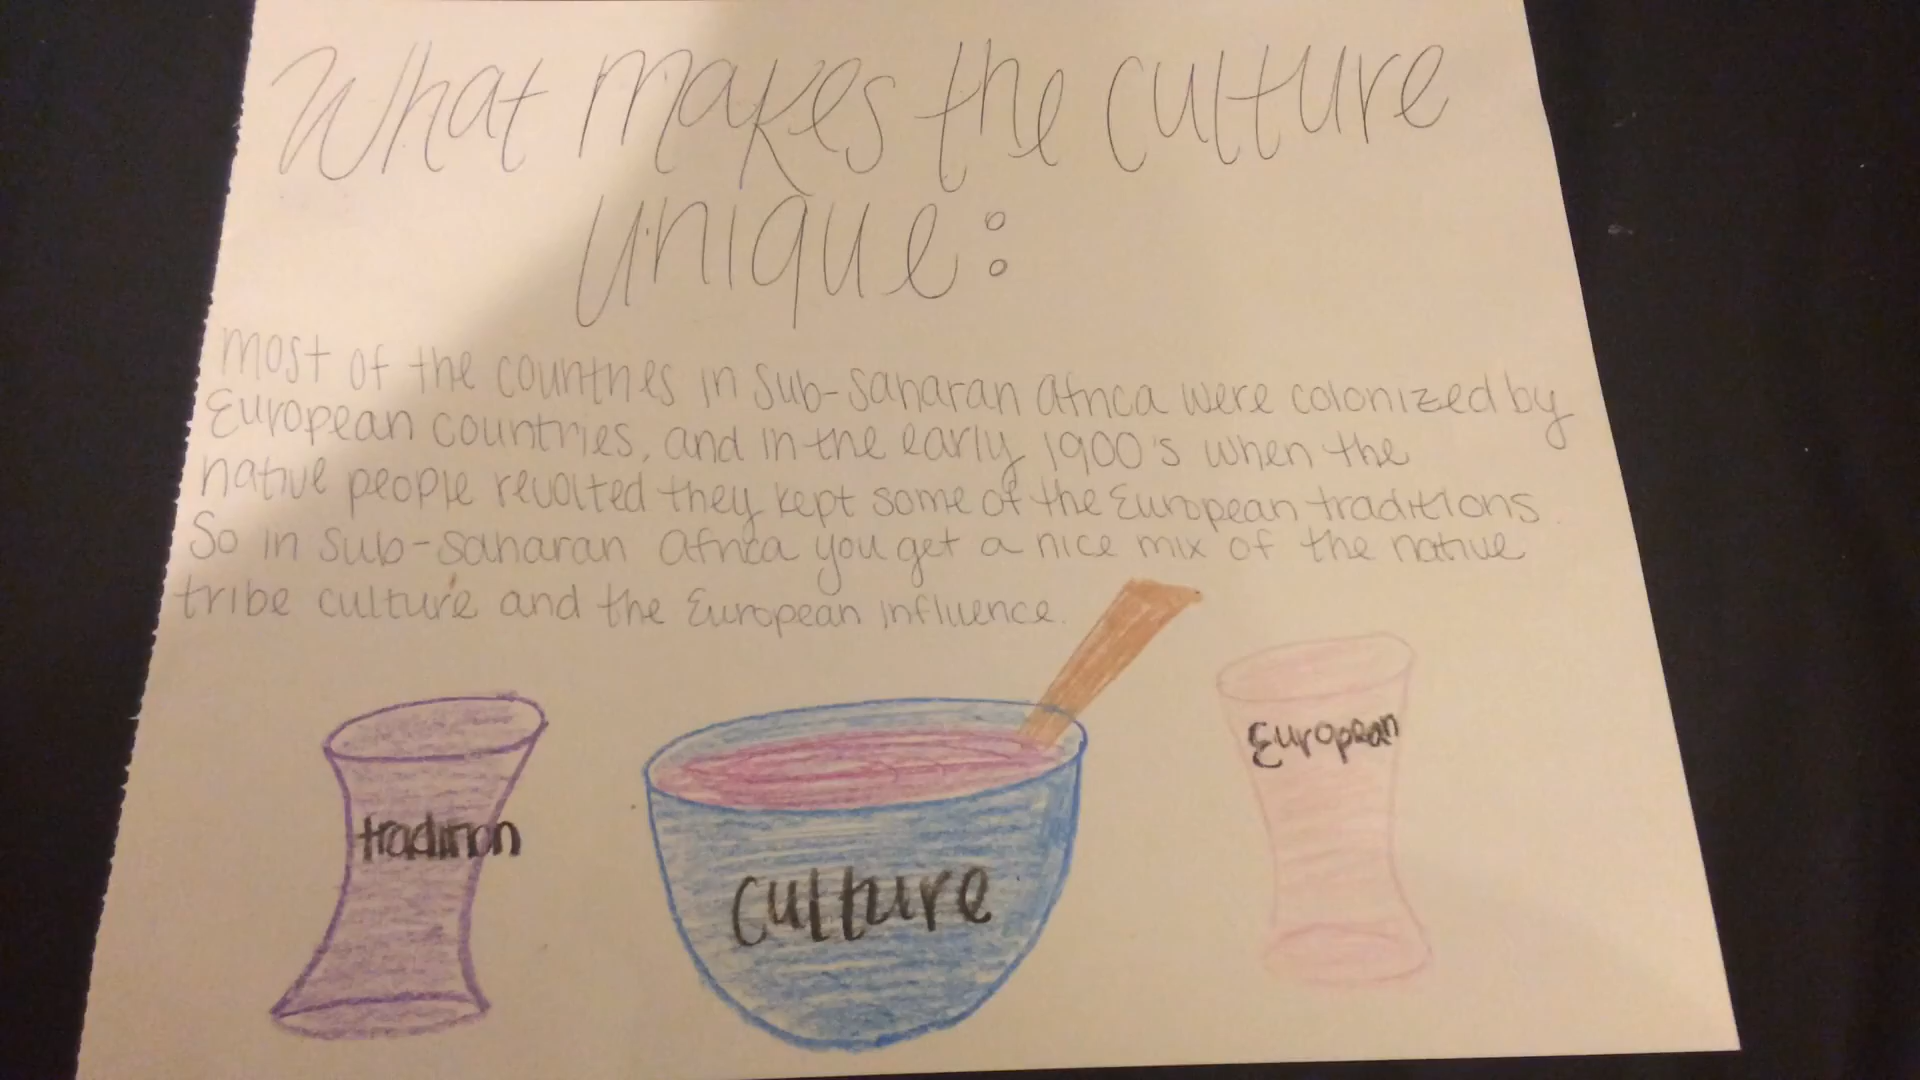 What makes the culture
unique:
most of the countries in Sub-saharan africa were colonized by
European countries, and in the early 1900's when the
native people revolted they kept some of the European traditions.
So in sub-saharan africa you get a nice mix of the native
tribe culture and the European influence.
tradition
culture
European